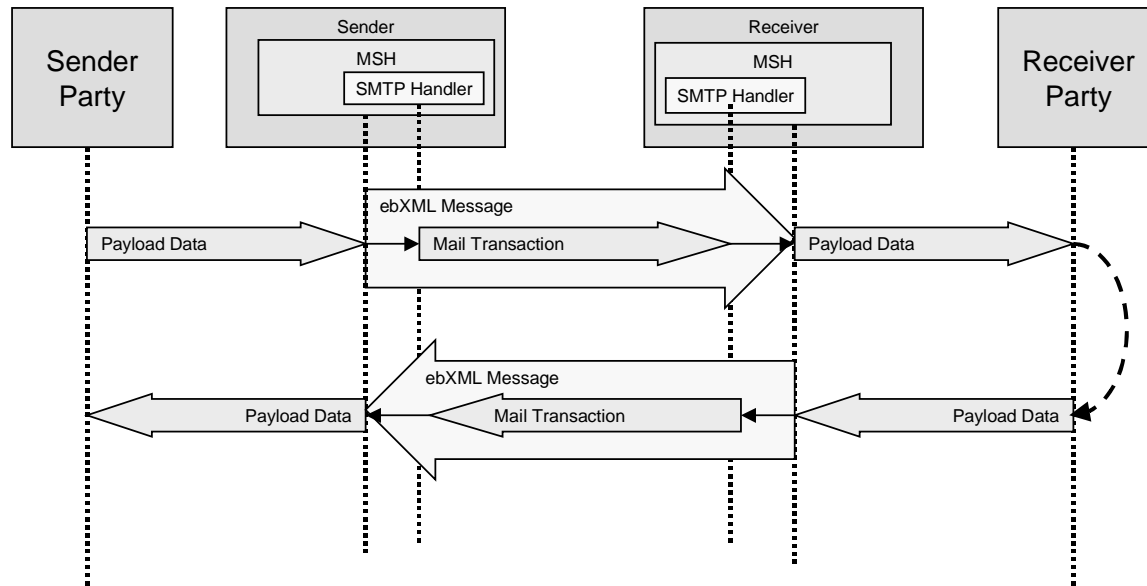 Sender
Party
Sender
MSH
SMTP Handler
Receiver
MSH
SMTP Handler
Receiver
Party
ebXML Message
Payload Data
Mail Transaction
Payload Data
ebXML Message
Payload Data
Mail Transaction
Payload Data